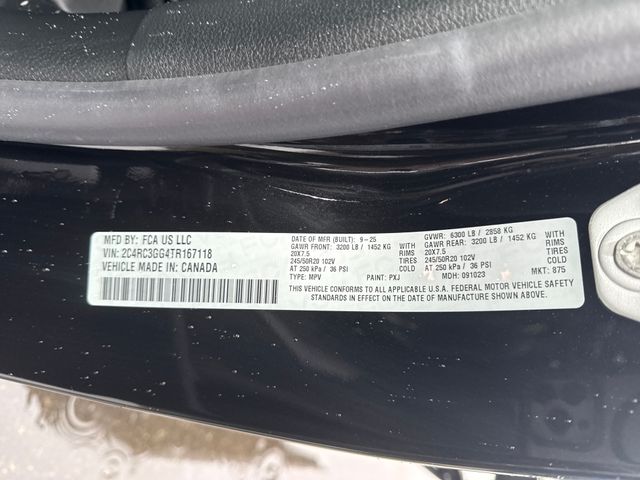 MFD BY: FCA US LLC
VIN: 2C4RC3GG4TR167118
VEHICLE MADE IN: CANADA
DATE OF MFR (BUILT): 9-25
GAWR FRONT: 3200 LB / 1452 KG WITH
20X7.5 RIMS
245/50R20 102V TIRES
AT 250 kPa / 36 PSI COLD
TYPE: MPV PAINT: PXJ
GVWR: 6300 LB / 2858 KG
GAWR REAR: 3200 LB / 1452 KG WITH
20X7.5 RIMS
245/50R20 102V TIRES
AT 250 kPa / 36 PSI COLD
MDH: 091023 MKT: 875
THIS VEHICLE CONFORMS TO ALL APPLICABLE U.S.A. FEDERAL MOTOR VEHICLE SAFETY
STANDARDS IN EFFECT ON THE DATE OF MANUFACTURE SHOWN ABOVE